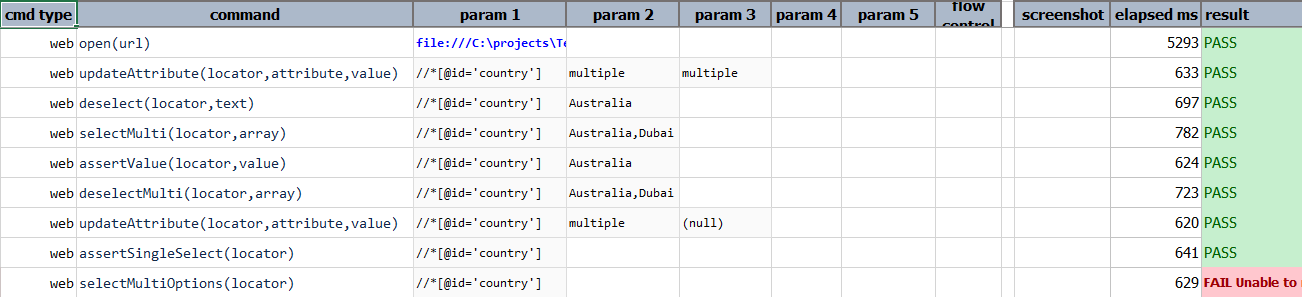 cmd type command param 1 param 2 param 3 param 4 param 5 flow control screenshot elapsed ms result
web open(url) file:///C:\projects\Te 5293 PASS
web updateAttribute(locator,attribute,value) //*[@id='country'] multiple multiple 633 PASS
web deselect(locator,text) //*[@id='country'] Australia 697 PASS
web selectMulti(locator,array) //*[@id='country'] Australia,Dubai 782 PASS
web assertValue(locator,value) //*[@id='country'] Australia 624 PASS
web deselectMulti(locator,array) //*[@id='country'] Australia,Dubai 723 PASS
web updateAttribute(locator,attribute,value) //*[@id='country'] multiple (null) 620 PASS
web assertSingleSelect(locator) //*[@id='country'] 641 PASS
web selectMultiOptions(locator) //*[@id='country'] 629 FAIL Unable to